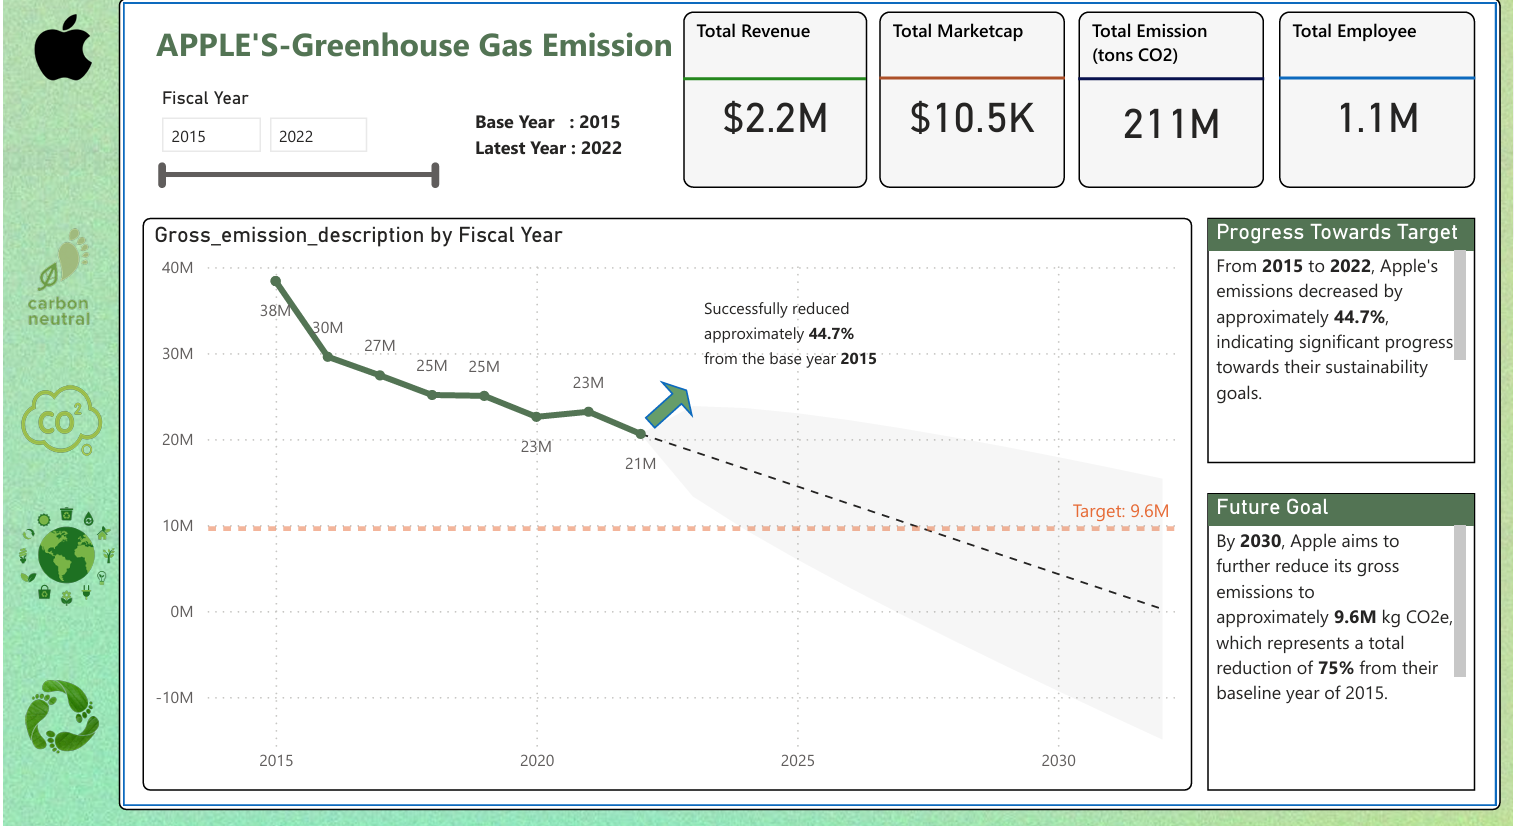 APPLE'S-Greenhouse Gas Emission
Fiscal Year
2015 2022
Base Year : 2015
Latest Year : 2022
Total Revenue
$2.2M
Total Marketcap
$10.5K
Total Emission
(tons CO2)
211M
Total Employee
1.1M
carbon
neutral
CO2
Gross_emission_description by Fiscal Year
40M
30M
20M
10M
0M
-10M
38M
30M
27M
25M
25M
23M
23M
21M
Successfully reduced
approximately 44.7%
from the base year 2015
Target: 9.6M
2015
2020
2025
2030
Progress Towards Target
From 2015 to 2022, Apple's
emissions decreased by
approximately 44.7%,
indicating significant progress
towards their sustainability
goals.
Future Goal
By 2030, Apple aims to
further reduce its gross
emissions to
approximately 9.6M kg CO2e,
which represents a total
reduction of 75% from their
baseline year of 2015.